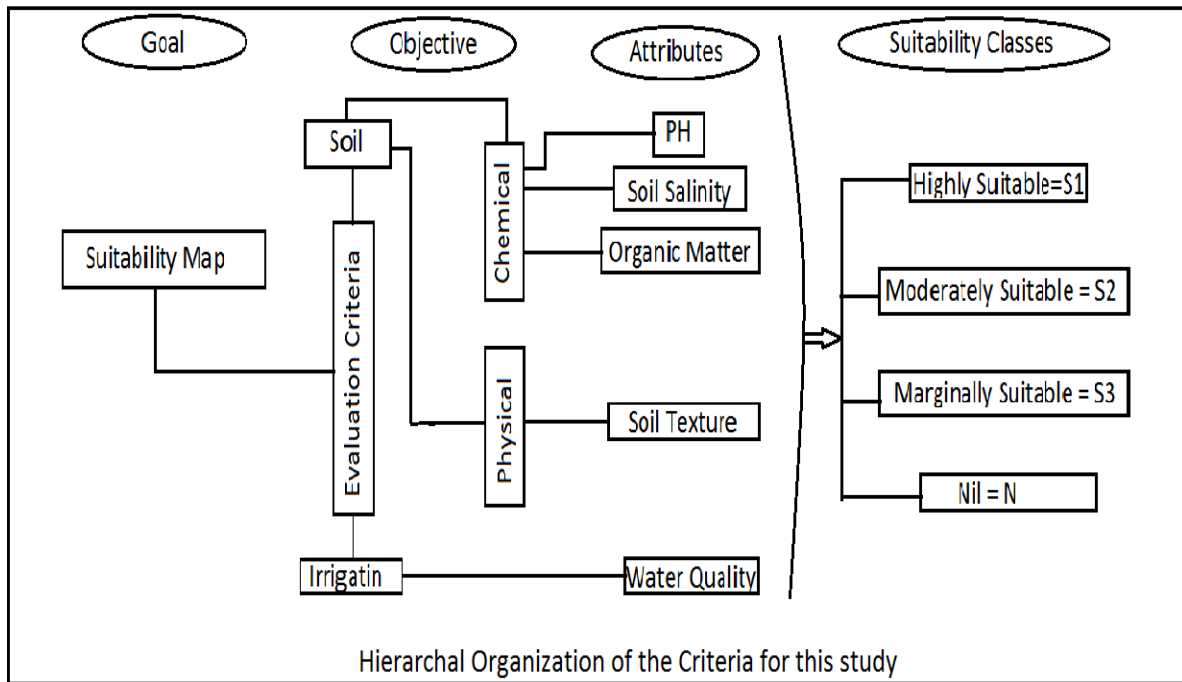 Goal
Objective
Attributes
Suitability Classes
Soil
PH
Chemical
Soil Salinity
Organic Matter
Highly Suitable=S1
Suitability Map
Evaluation Criteria
Moderately Suitable = S2
Marginally Suitable = S3
Physical
Soil Texture
Nil = N
Irrigatin
Water Quality
Hierarchal Organization of the Criteria for this study